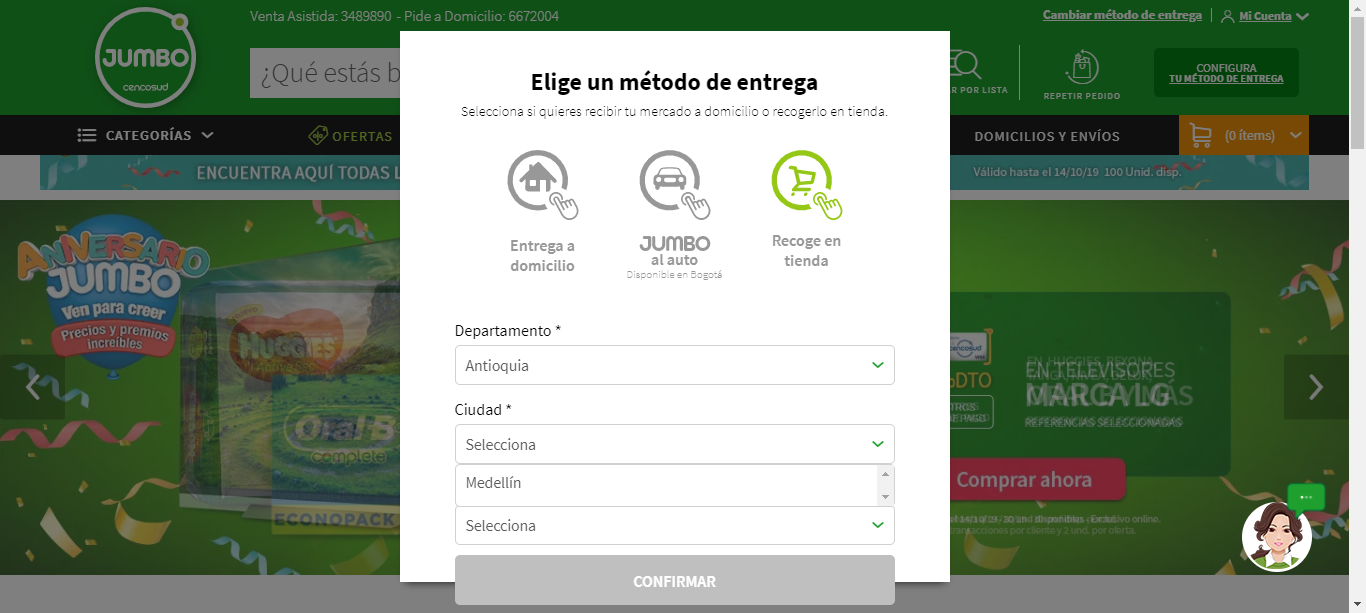 Venta Asistida: 3489890 - Pide a Domicilio: 6672004
Cambiar método de entrega
Mi Cuenta
JUMBO
cencosud
¿Qué estás b
R POR LISTA
REPETIR PEDIDO
CONFIGURA
TU MÉTODO DE ENTREGA
CATEGORÍAS
OFERTAS
DOMICILIOS Y ENVÍOS
(0 ítems)
ENCUENTRA AQUÍ TODAS L
Válido hasta el 14/10/19 100 Unid. disp.
Elige un método de entrega
Selecciona si quieres recibir tu mercado a domicilio o recogerlo en tienda.
Entrega a
domicilio
JUMBO
al auto
Disponible en Bogotá
Recoge en
tienda
Departamento *
Antioquia
Ciudad *
Selecciona
Medellín
Selecciona
CONFIRMAR
ANIVERSARIO
JUMBO
Ven para creer
Precios y premios
increíbles
HUGGIES
Oral-B
Complete
ECONOPACK
cencosud
DTO
EN TELEVISORES
MARCA LG
REFERENCIAS SELECCIONADAS
Comprar ahora